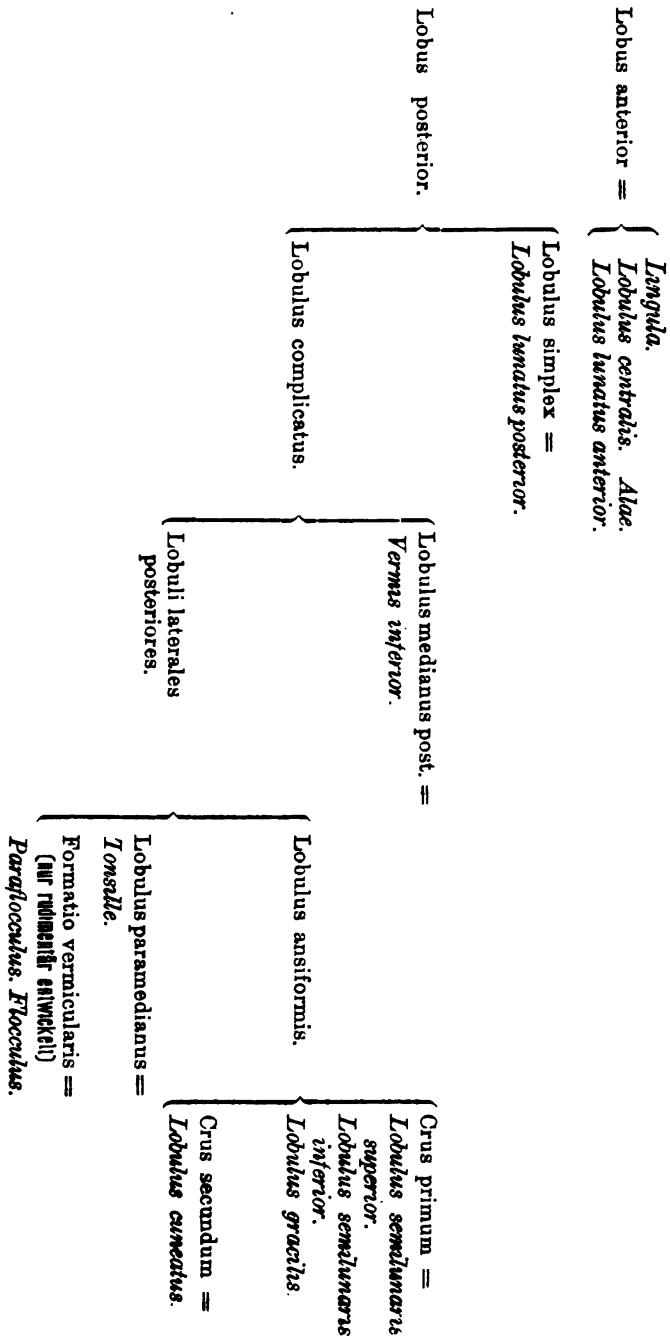 Lobus anterior =
Lingula.
Lobulus centralis. Alae.
Lobulus lunatus anterior.
Lobus posterior.
Lobulus simplex =
Lobulus lunatus posterior.
Lobulus complicatus.
Lobulus medianus post. =
Vermis inferior.
Lobuli laterales
posteriores.
Lobulus ansiformis.
Crus primum =
Lobulus semilunaris
superior.
Lobulus semilunaris
inferior.
Lobulus gracilis.
Crus secundum =
Lobulus cuneatus.
Lobulus paramedianus =
Tonsille.
Formatio vermicularis =
(nur rudimentär entwickelt)
Paraflocculus. Flocculus.